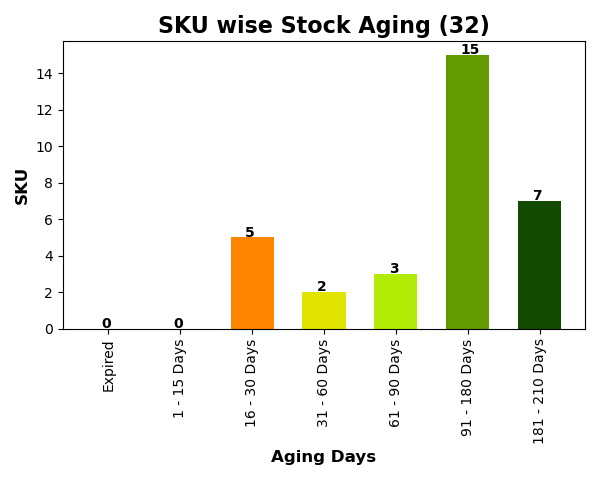 SKU wise Stock Aging (32)
SKU
14
12
10
8
6
4
2
0
0
0
5
2
3
15
7
Expired
1 - 15 Days
16 - 30 Days
31 - 60 Days
61 - 90 Days
91 - 180 Days
181 - 210 Days
Aging Days